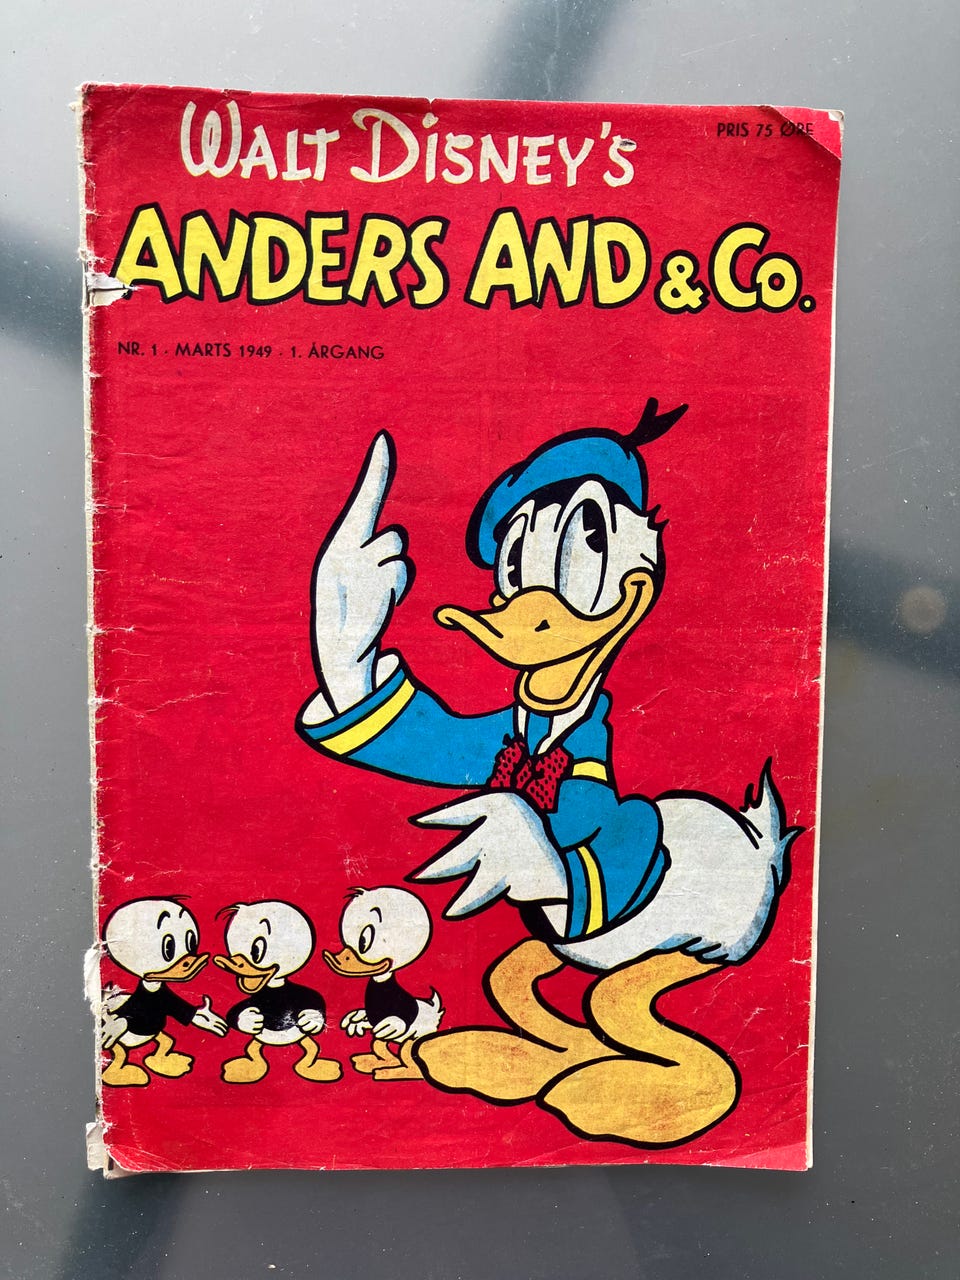 WALT DISNEY'S
PRIS 75 ØRE
ANDERS AND & CO.
NR. 1 · MARTS 1949 · 1. ÅRGANG